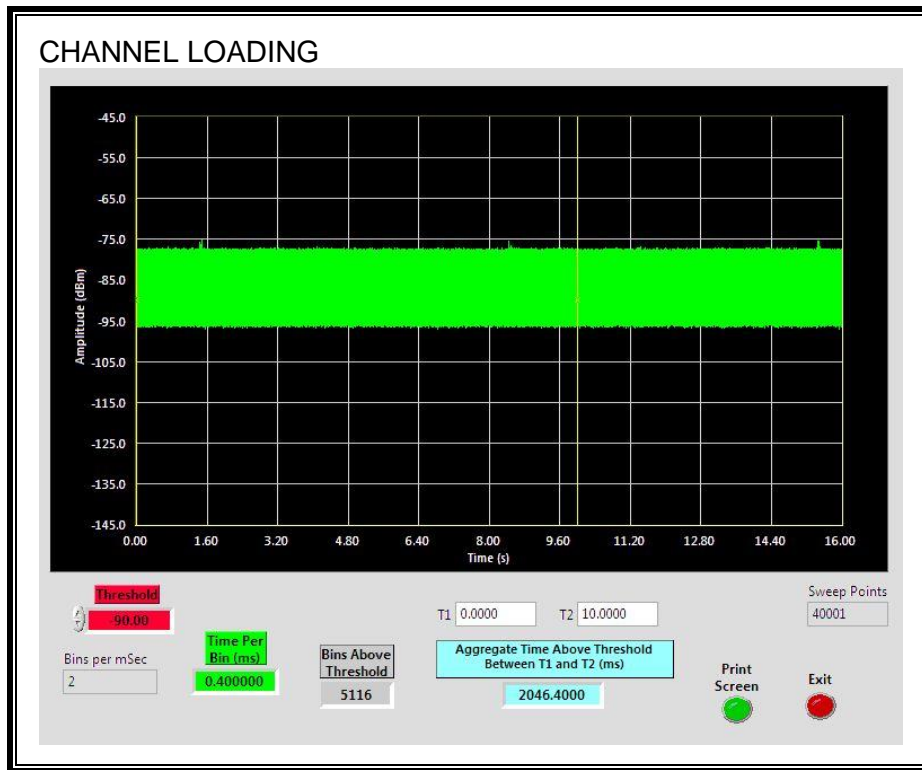 CHANNEL LOADING
Amplitude (dBm)
-45.0
-55.0
-65.0
-75.0
-85.0
-95.0
-105.0
-115.0
-125.0
-135.0
-145.0
0.00 1.60 3.20 4.80 6.40 8.00 9.60 11.20 12.80 14.40 16.00
Time (s)
Threshold
-90.00
Bins per mSec
2
Time Per
Bin (ms)
0.400000
Bins Above
Threshold
5116
T1 0.0000 T2 10.0000
Aggregate Time Above Threshold
Between T1 and T2 (ms)
2046.4000
Sweep Points
40001
Print
Screen
Exit